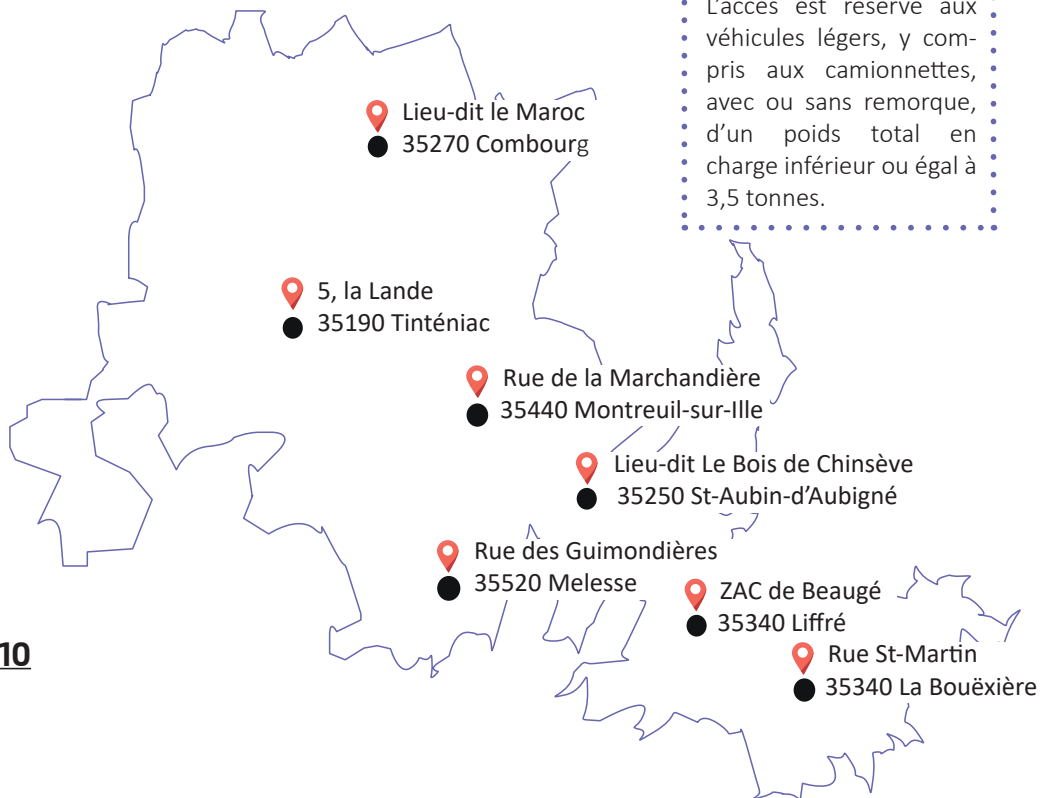 L'accès est réservé aux
véhicules légers, y com-
pris aux camionnettes,
avec ou sans remorque,
d'un poids total en
charge inférieur ou égal à
3,5 tonnes.
Lieu-dit le Maroc
35270 Combourg
5, la Lande
35190 Tinténiac
Rue de la Marchandière
35440 Montreuil-sur-Ille
Lieu-dit Le Bois de Chinsève
35250 St-Aubin-d'Aubigné
Rue des Guimondières
35520 Melesse
ZAC de Beaugé
35340 Liffré
10
Rue St-Martin
35340 La Bouëxière